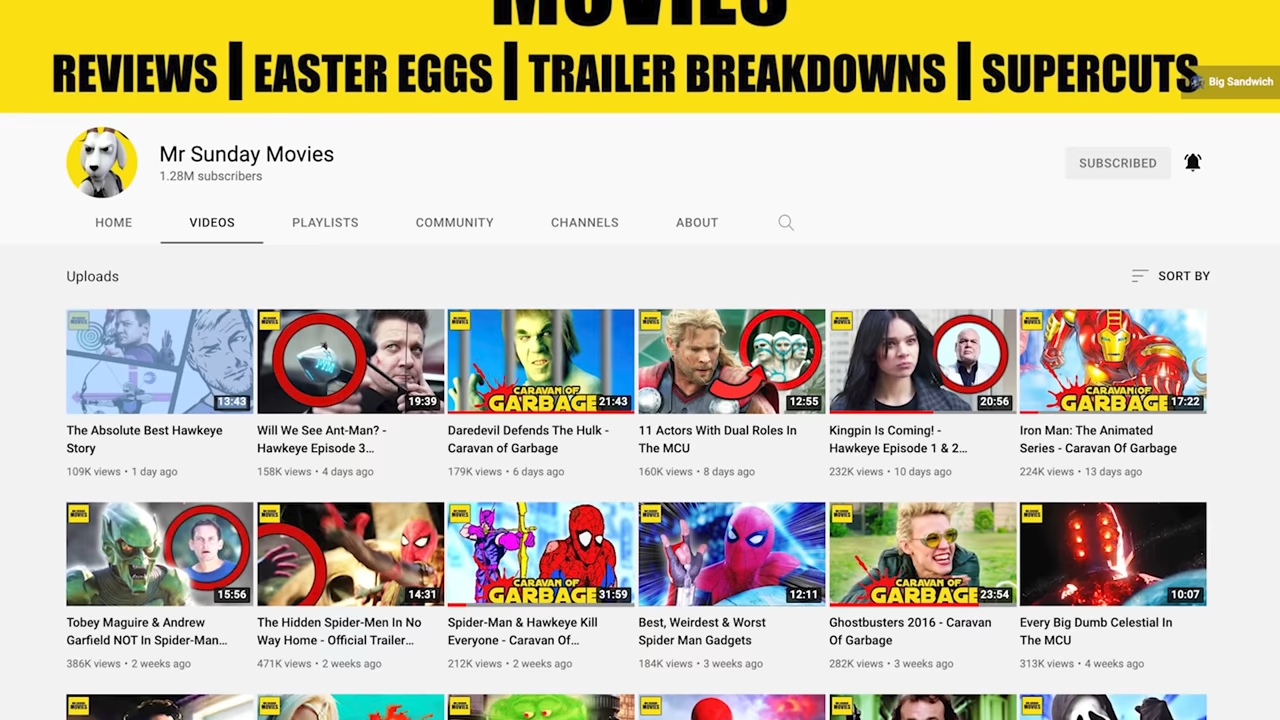 MOVIES
REVIEWS | EASTER EGGS | TRAILER BREAKDOWNS | SUPERCUTS
Big Sandwich
Mr Sunday Movies
1.28M subscribers
SUBSCRIBED
HOME VIDEOS PLAYLISTS COMMUNITY CHANNELS ABOUT
Uploads
SORT BY
13:43
The Absolute Best Hawkeye
Story
109K views • 1 day ago
19:39
Will We See Ant-Man? -
Hawkeye Episode 3...
158K views • 4 days ago
CARAVAN OF
GARBAGE
21:43
Daredevil Defends The Hulk -
Caravan of Garbage
179K views • 6 days ago
12:55
11 Actors With Dual Roles In
The MCU
160K views • 8 days ago
20:56
Kingpin Is Coming! -
Hawkeye Episode 1 & 2...
232K views • 10 days ago
CARAVAN OF
GARBAGE
17:22
Iron Man: The Animated
Series - Caravan Of Garbage
224K views • 13 days ago
15:56
Tobey Maguire & Andrew
Garfield NOT In Spider-Man...
386K views • 2 weeks ago
14:31
The Hidden Spider-Men In No
Way Home - Official Trailer...
471K views • 2 weeks ago
CARAVAN OF
GARBAGE
31:59
Spider-Man & Hawkeye Kill
Everyone - Caravan Of...
212K views • 2 weeks ago
12:11
Best, Weirdest & Worst
Spider Man Gadgets
184K views • 3 weeks ago
CARAVAN OF
GARBAGE
23:54
Ghostbusters 2016 - Caravan
Of Garbage
282K views • 3 weeks ago
10:07
Every Big Dumb Celestial In
The MCU
313K views • 4 weeks ago